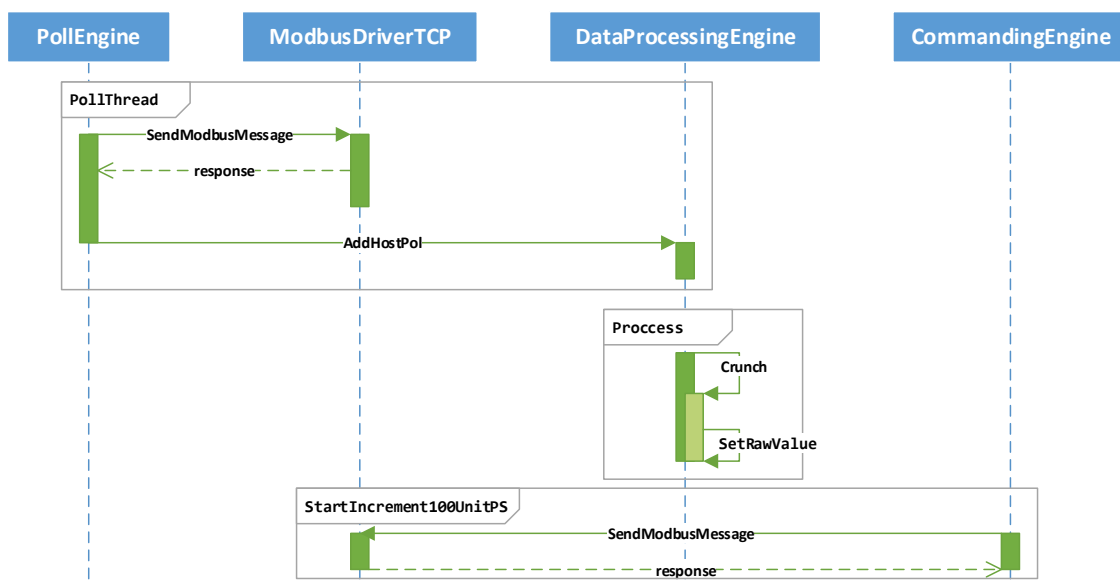 PollEngine
ModbusDriverTCP
DataProcessingEngine
CommandingEngine
PollThread
SendModbusMessage
response
AddHostPol
Proccess
Crunch
SetRawValue
StartIncrement100UnitPS
SendModbusMessage
response